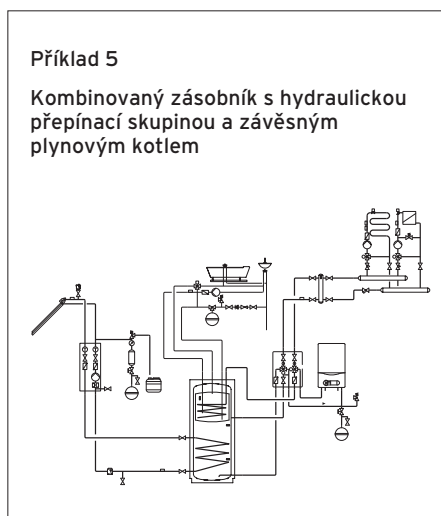 Příklad 5
Kombinovaný zásobník s hydraulickou
přepínací skupinou a závěsným
plynovým kotlem